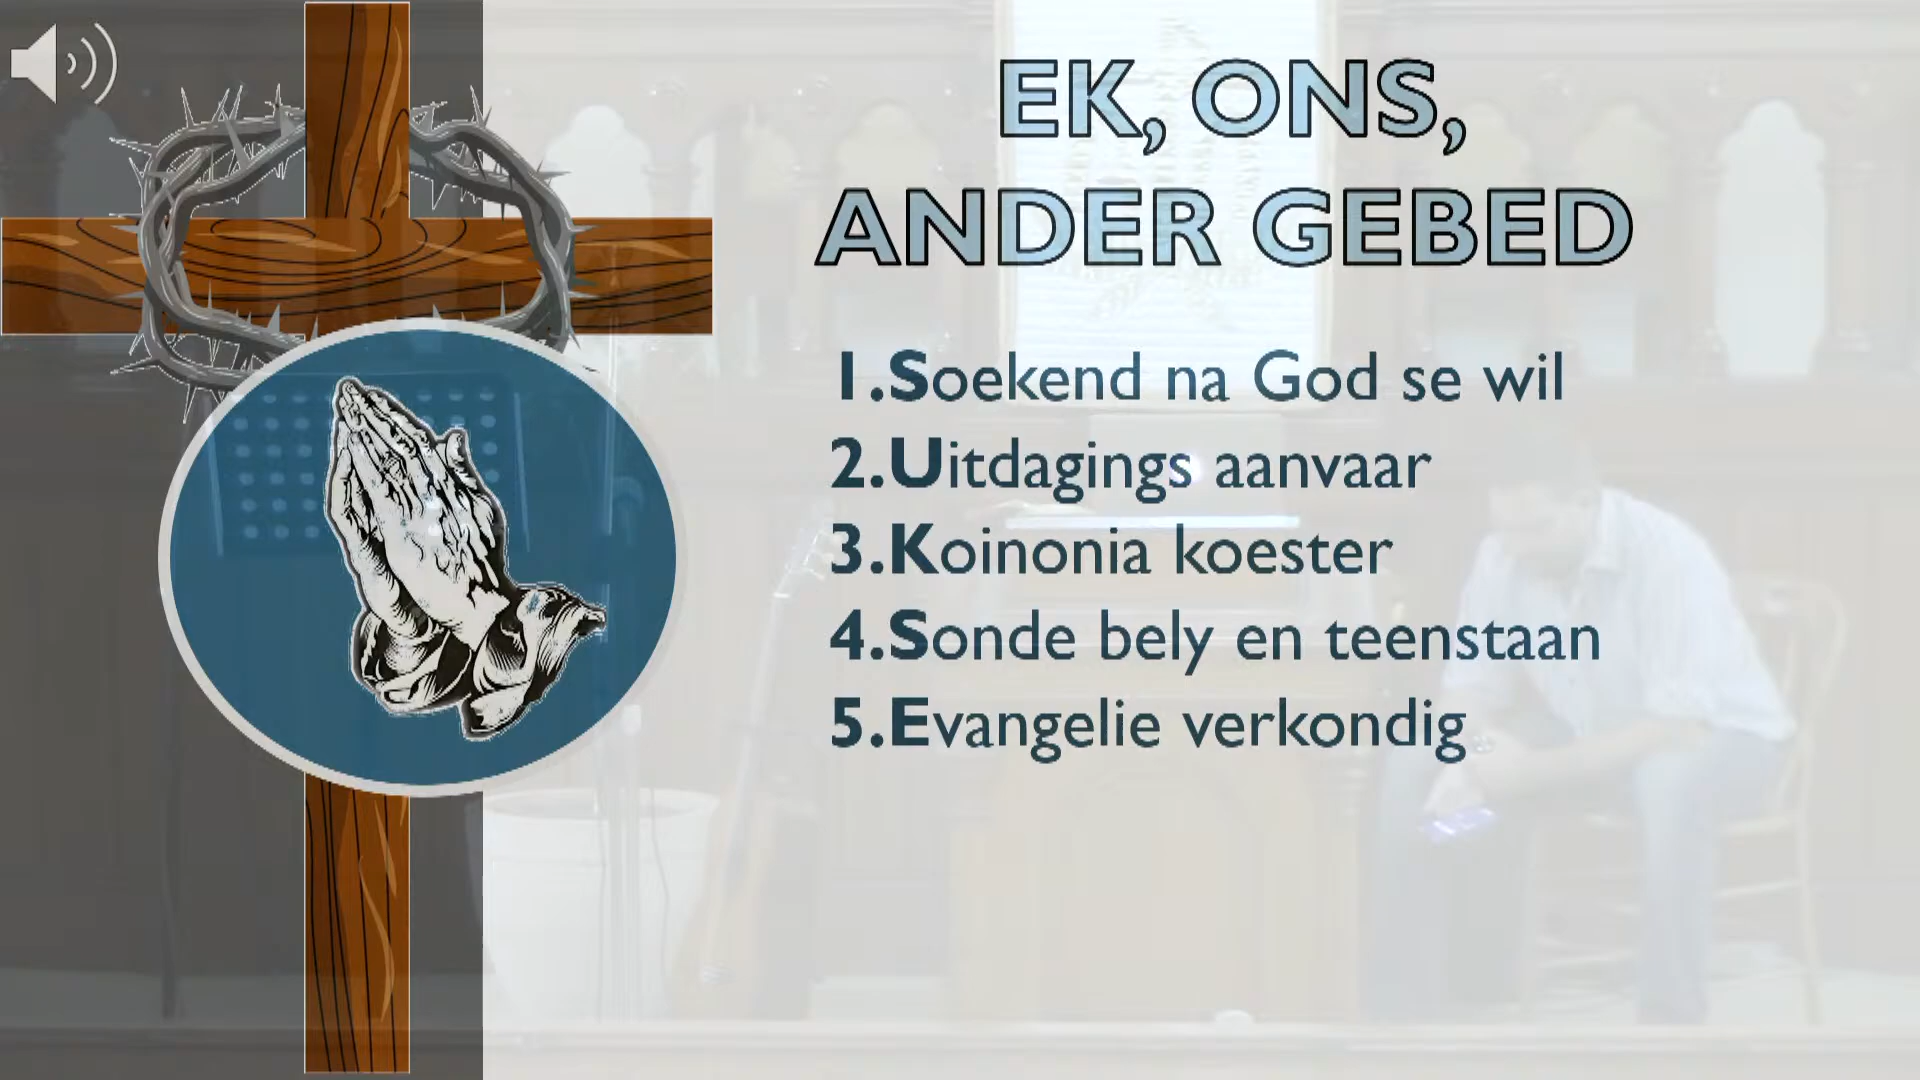 EK, ONS,
ANDER GEBED
1.Soekend na God se wil
2.Uitdagings aanvaar
3.Koinonia koester
4.Sonde bely en teenstaan
5.Evangelie verkondig